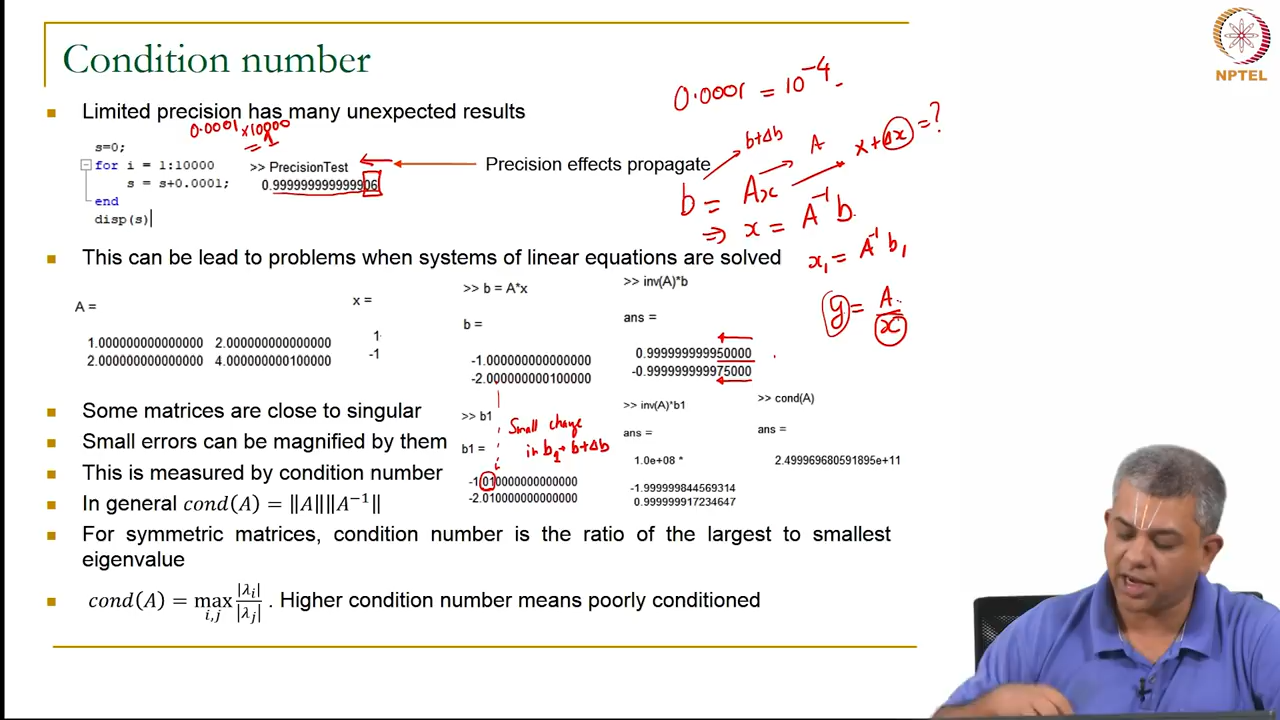 NPTEL
Condition number
0.0001 = 10^-4
Limited precision has many unexpected results
0.0001 × 10000
= 1
s=0;
for i = 1:10000
s = s+0.0001;
end
disp(s)
>> PrecisionTest
0.999999999999906
Precision effects propagate
b+Δb
A
x+Δx = ?
b = Ax
⇒ x = A^-1 b
x1 = A^-1 b1
This can be lead to problems when systems of linear equations are solved
y = A/x
A =
1.000000000000000 2.000000000000000
2.000000000000000 4.000000000100000
x =
1
-1
>> b = A*x
b =
-1.000000000000000
-2.000000000100000
>> inv(A)*b
ans =
0.999999999950000
-0.999999999975000
Some matrices are close to singular
Small errors can be magnified by them
This is measured by condition number
In general cond(A) = ‖A‖‖A^-1‖
>> b1
Small change
b1 =
-1.010000000000000
-2.010000000000000
>> inv(A)*b1
ans =
1.0e+08 *
-1.999999844569314
0.999999917234647
>> cond(A)
ans =
2.499969680591895e+11
For symmetric matrices, condition number is the ratio of the largest to smallest
eigenvalue
cond(A) = max i,j |λi|/|λj| . Higher condition number means poorly conditioned